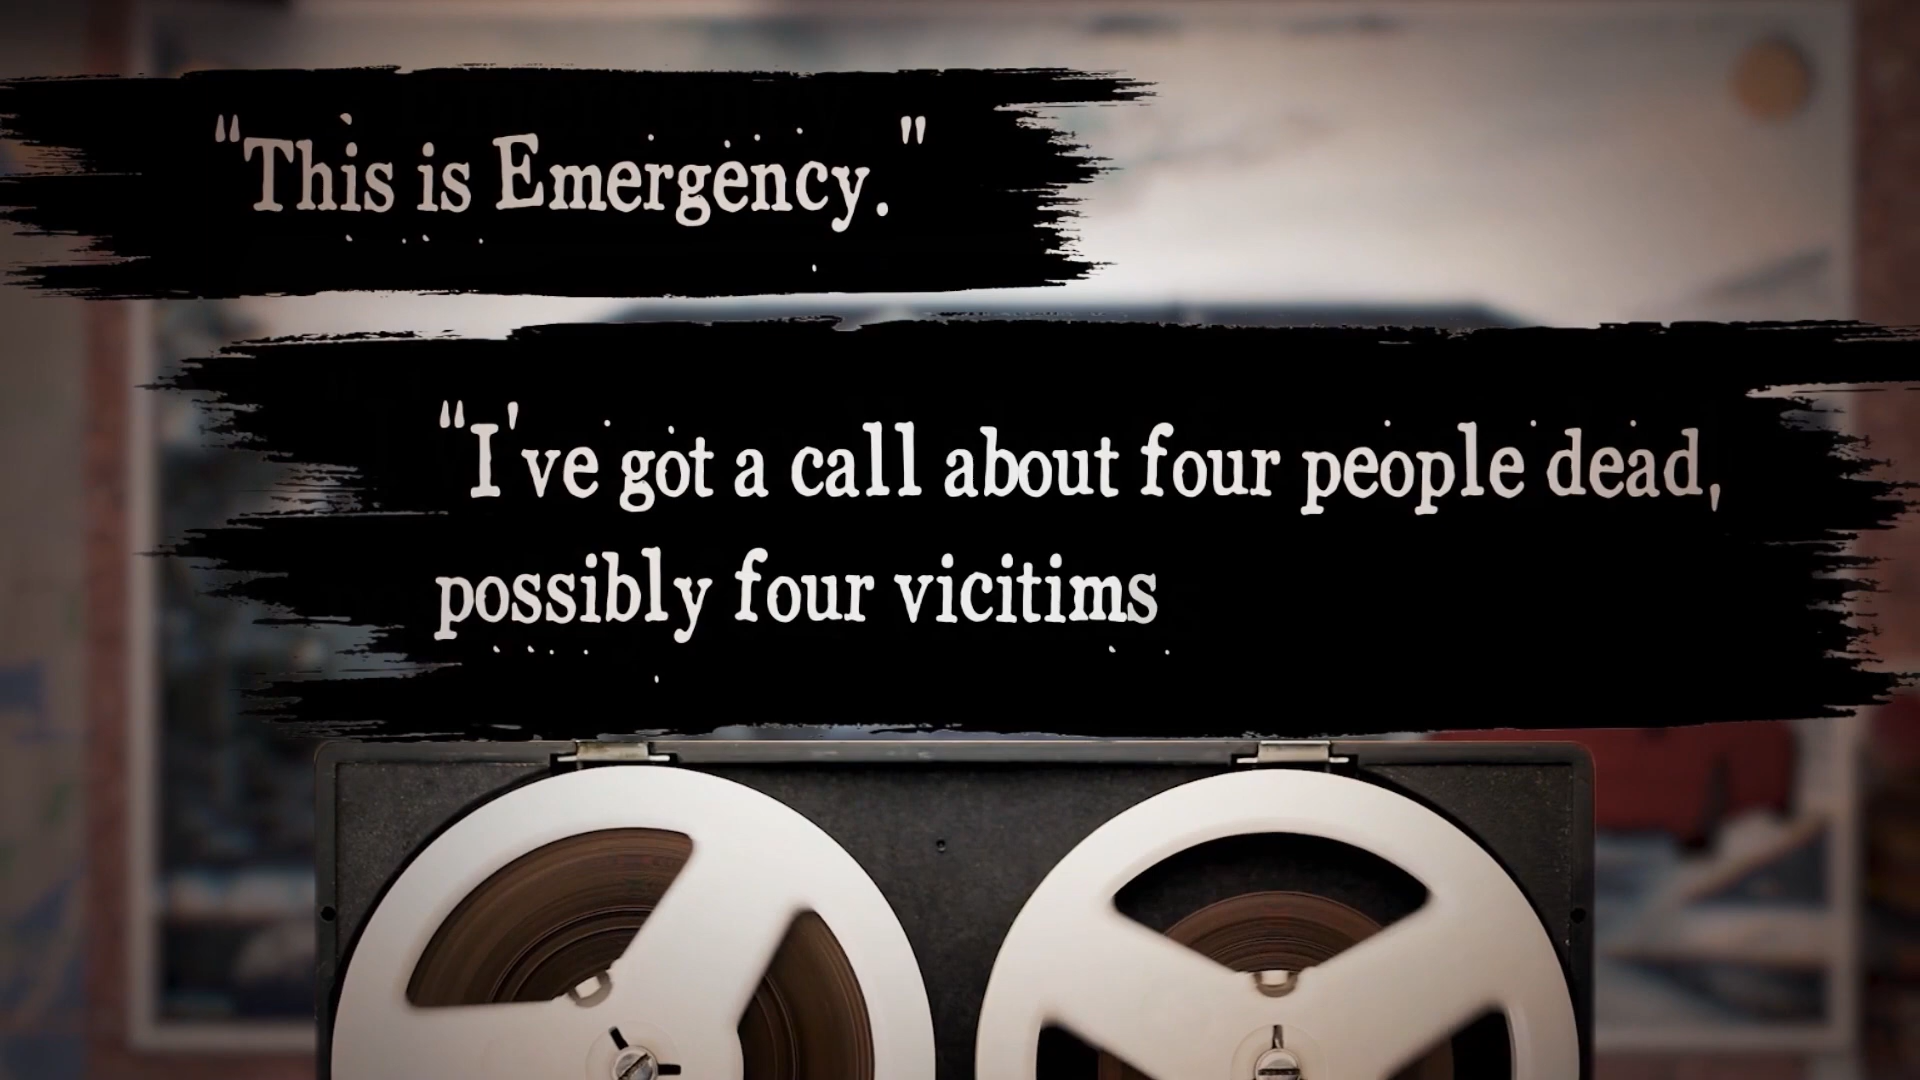 "This is Emergency."
"I've got a call about four people dead,
possibly four vicitims